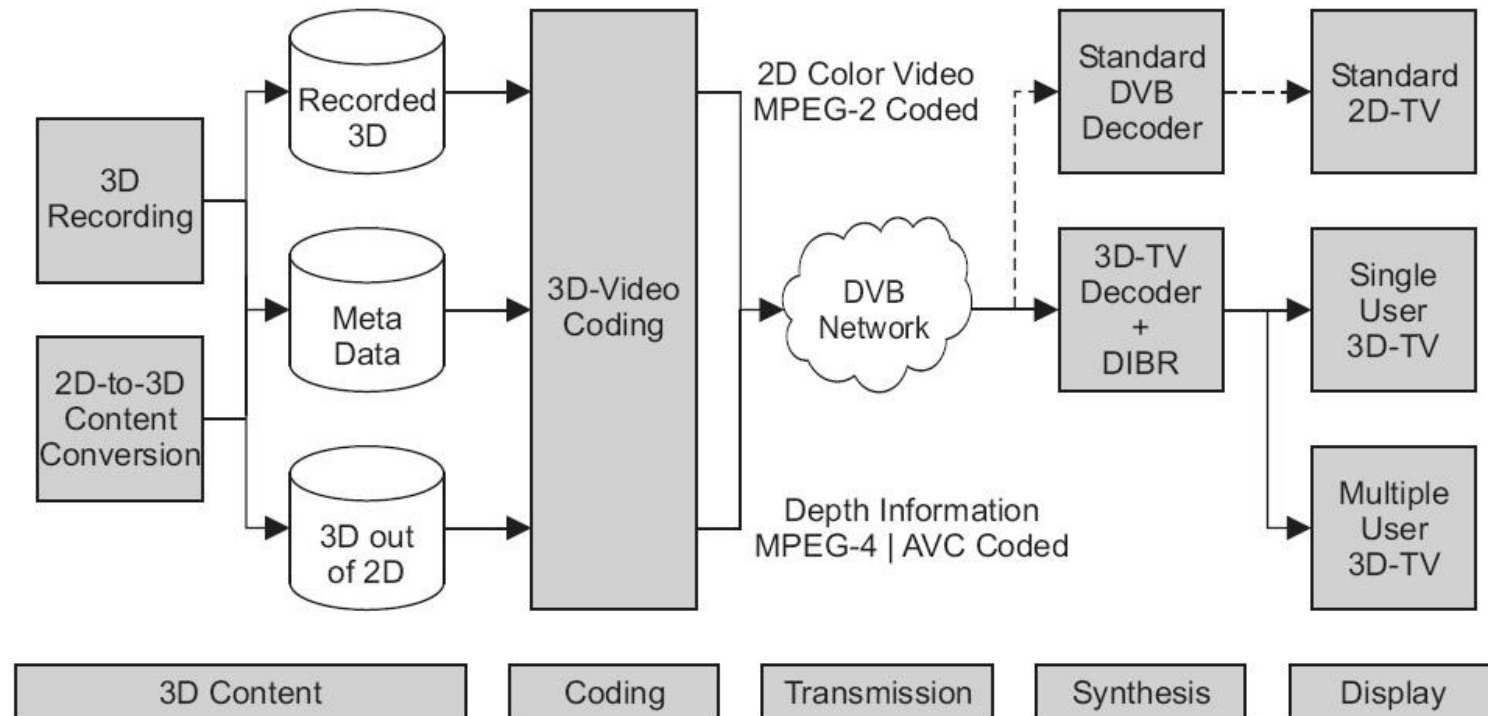 3D
Recording
2D-to-3D
Content
Conversion
Recorded
3D
Meta
Data
3D out
of 2D
3D-Video
Coding
2D Color Video
MPEG-2 Coded
DVB
Network
Depth Information
MPEG-4 | AVC Coded
Standard
DVB
Decoder
3D-TV
Decoder
+
DIBR
Standard
2D-TV
Single
User
3D-TV
Multiple
User
3D-TV
3D Content
Coding
Transmission
Synthesis
Display